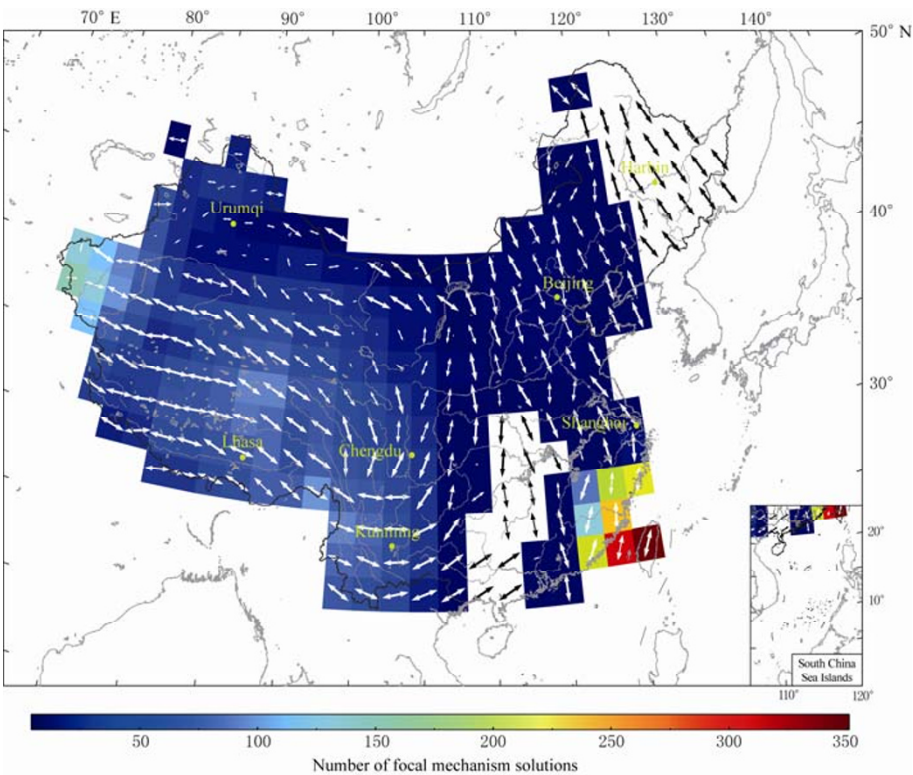 70° E 80° 90° 100° 110° 120° 130° 140°
50° N
Harbin
Urumqi
40°
Beijing
30°
Shanghai
Chengdu
Lhasa
Kunming
20°
10°
South China
Sea Islands
110° 120°
50 100 150 200 250 300 350
Number of focal mechanism solutions